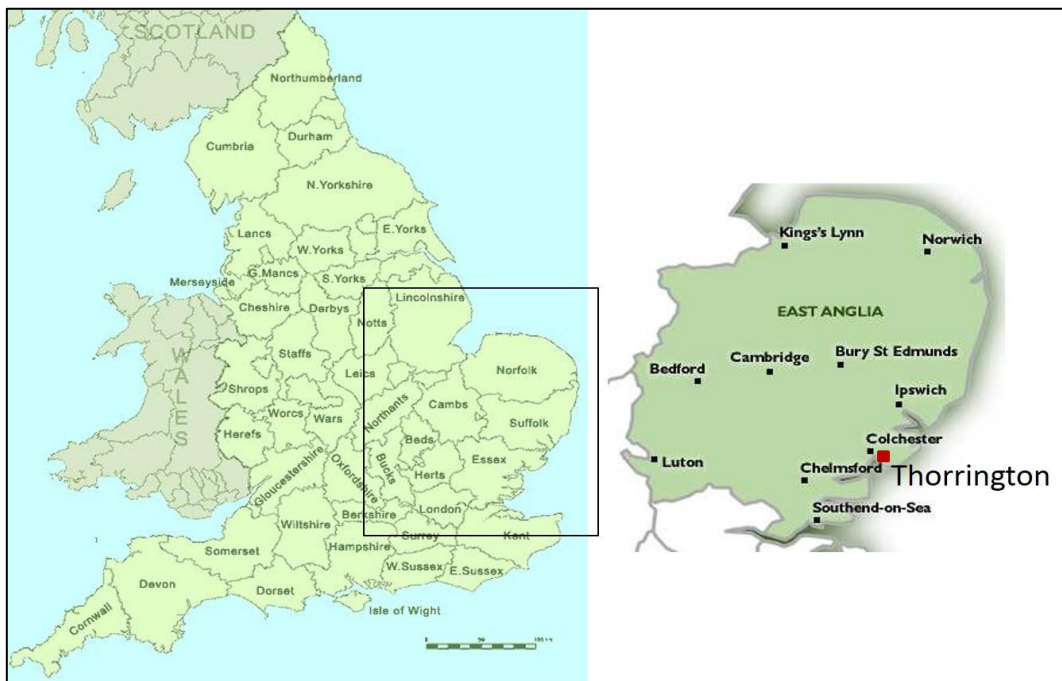 SCOTLAND
Northumberland
Durham
Cumbria
N.Yorkshire
Lancs
E.Yorks
W.Yorks
G.Mancs
S.Yorks
Merseyside
Lincolnshire
Cheshire
Derbys
Notts
WALES
Staffs
Leics
Norfolk
Shrops
Cambs
Northants
Worcs
Wars
Suffolk
Herefs
Beds
Bucks
Essex
Gloucestershire
Oxfordshire
Herts
London
Berkshire
Wiltshire
Surrey
Kent
Hampshire
Somerset
W.Sussex
E.Sussex
Devon
Dorset
Isle of Wight
Cornwall
0
Kings's Lynn
Norwich
EAST ANGLIA
Cambridge
Bury St Edmunds
Bedford
Ipswich
Colchester
Luton
Chelmsford
Thorrington
Southend-on-Sea